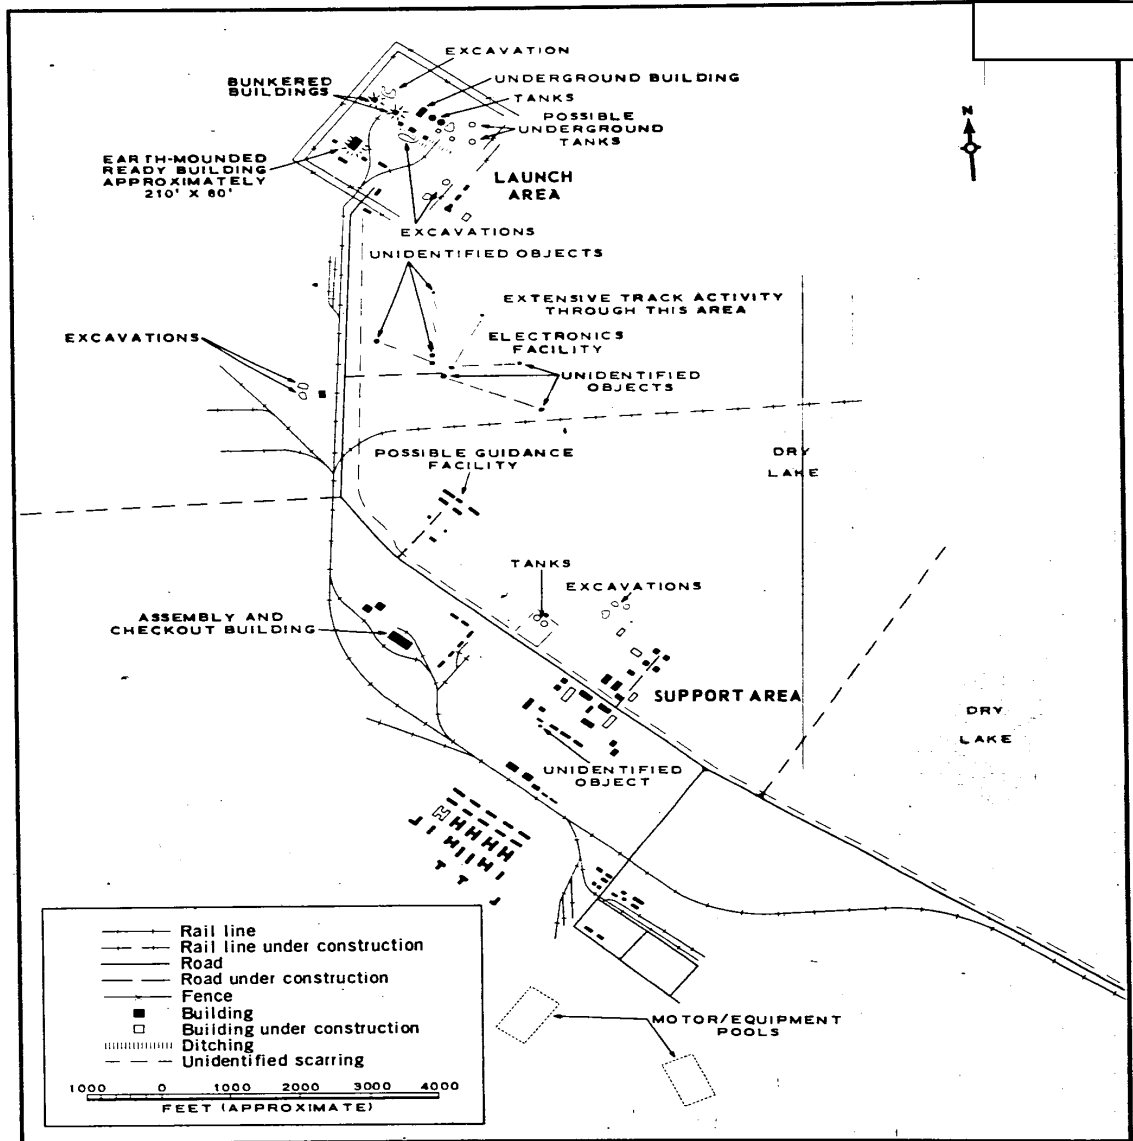 EXCAVATION
BUNKERED
BUILDINGS
UNDERGROUND BUILDING
TANKS
POSSIBLE
UNDERGROUND
TANKS
N
EARTH-MOUNDED
READY BUILDING
APPROXIMATELY
210' X 60'
LAUNCH
AREA
EXCAVATIONS
UNIDENTIFIED OBJECTS
EXTENSIVE TRACK ACTIVITY
THROUGH THIS AREA
EXCAVATIONS
ELECTRONICS
FACILITY
UNIDENTIFIED
OBJECTS
POSSIBLE GUIDANCE
FACILITY
DRY
LAKE
TANKS
EXCAVATIONS
ASSEMBLY AND
CHECKOUT BUILDING
SUPPORT AREA
DRY
LAKE
UNIDENTIFIED
OBJECT
Rail line
Rail line under construction
Road
Road under construction
Fence
Building
Building under construction
Ditching
Unidentified scarring
1000 0 1000 2000 3000 4000
FEET (APPROXIMATE)
MOTOR/EQUIPMENT
POOLS